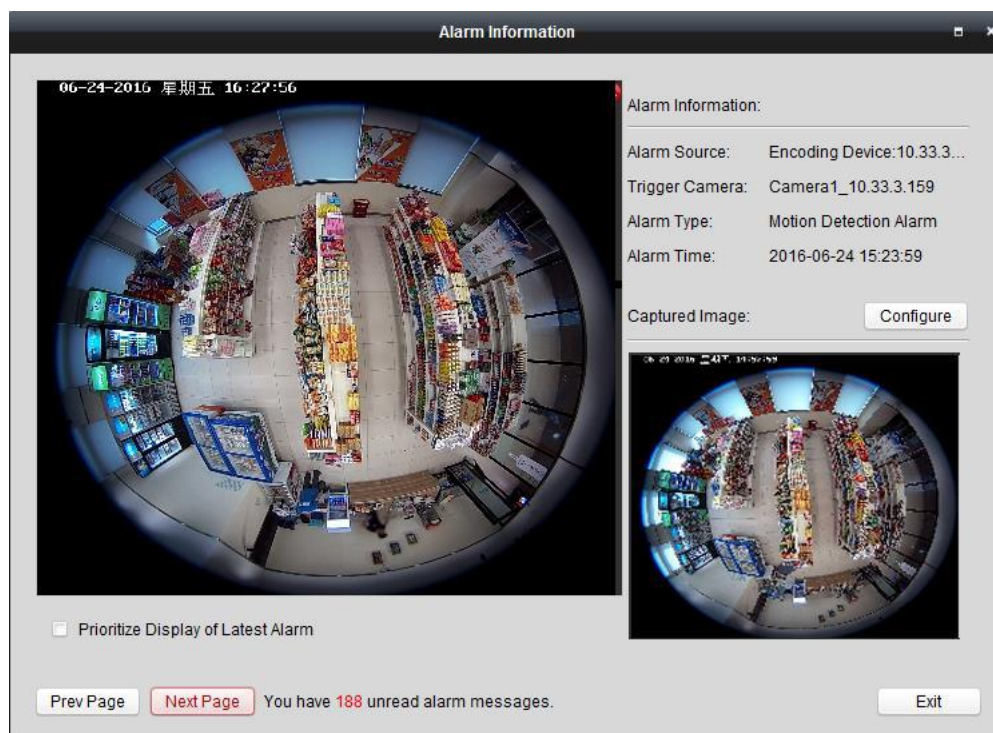 Alarm Information
06-24-2016 星期五 16:27:56
Alarm Information:
Alarm Source: Encoding Device:10.33.3...
Trigger Camera: Camera1_10.33.3.159
Alarm Type: Motion Detection Alarm
Alarm Time: 2016-06-24 15:23:59
Captured Image: Configure
06-24-2016
Prioritize Display of Latest Alarm
Prev Page Next Page You have 188 unread alarm messages. Exit